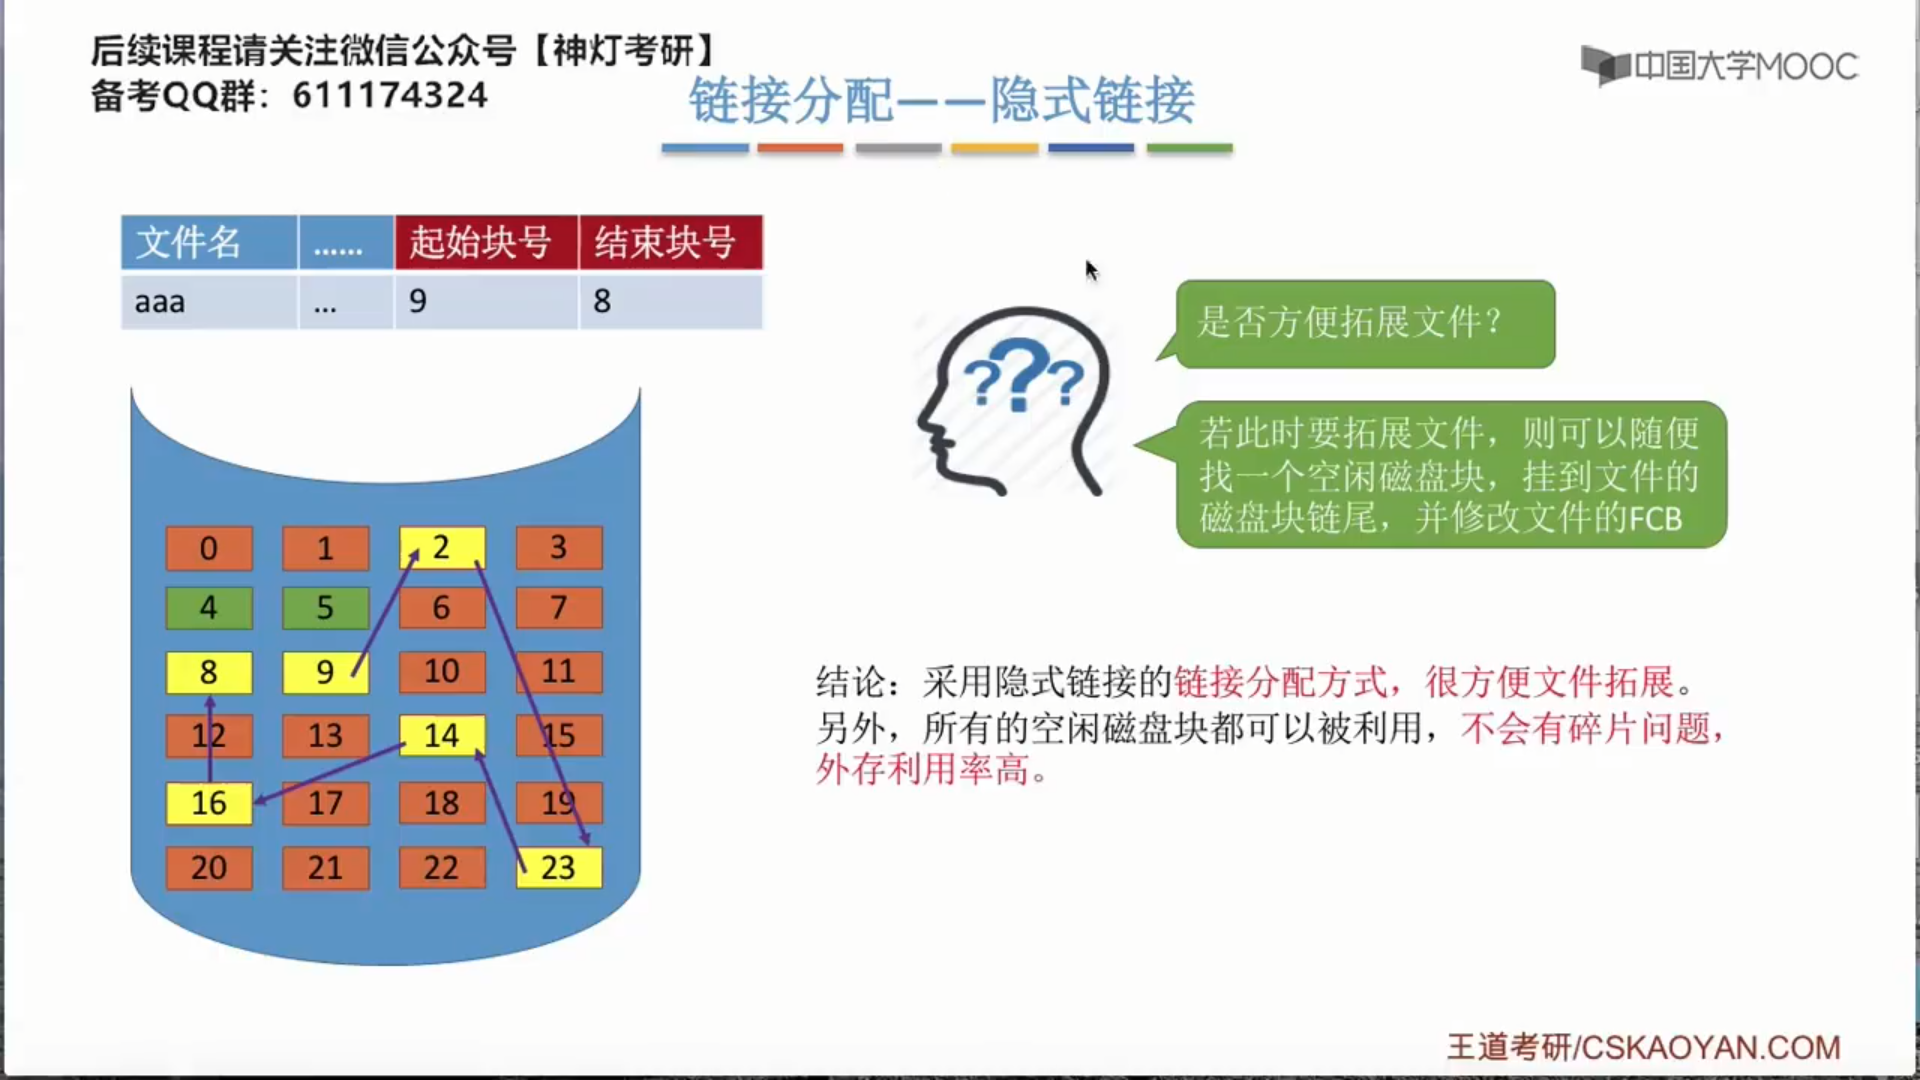 后续课程请关注微信公众号【神灯考研】
备考QQ群：611174324
中国大学MOOC
链接分配——隐式链接
文件名 …… 起始块号 结束块号
aaa ... 9 8
? ? ?
是否方便拓展文件？
若此时要拓展文件，则可以随便
找一个空闲磁盘块，挂到文件的
磁盘块链尾，并修改文件的FCB
0 1 2 3
4 5 6 7
8 9 10 11
12 13 14 15
16 17 18 19
20 21 22 23
结论：采用隐式链接的链接分配方式，很方便文件拓展。
另外，所有的空闲磁盘块都可以被利用，不会有碎片问题，
外存利用率高。
王道考研/CSKAOYAN.COM